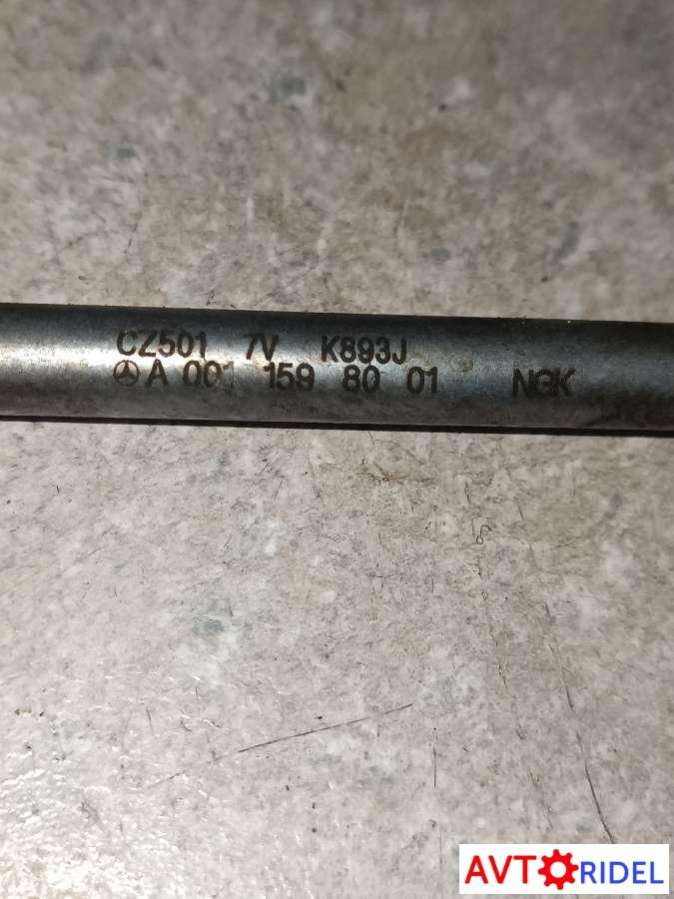 CZ501 7V K893J
A 001 159 80 01 NGK
AVTORIDEL